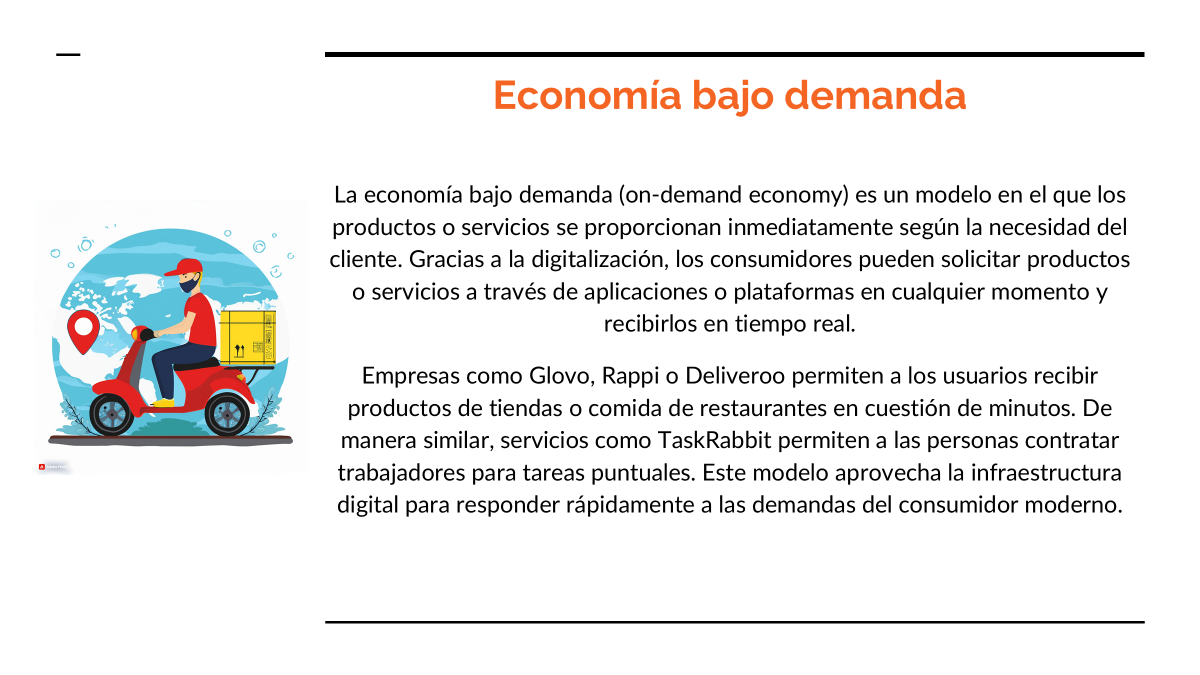 Economía bajo demanda
La economía bajo demanda (on-demand economy) es un modelo en el que los
productos o servicios se proporcionan inmediatamente según la necesidad del
cliente. Gracias a la digitalización, los consumidores pueden solicitar productos
o servicios a través de aplicaciones o plataformas en cualquier momento y
recibirlos en tiempo real.
Empresas como Glovo, Rappi o Deliveroo permiten a los usuarios recibir
productos de tiendas o comida de restaurantes en cuestión de minutos. De
manera similar, servicios como TaskRabbit permiten a las personas contratar
trabajadores para tareas puntuales. Este modelo aprovecha la infraestructura
digital para responder rápidamente a las demandas del consumidor moderno.